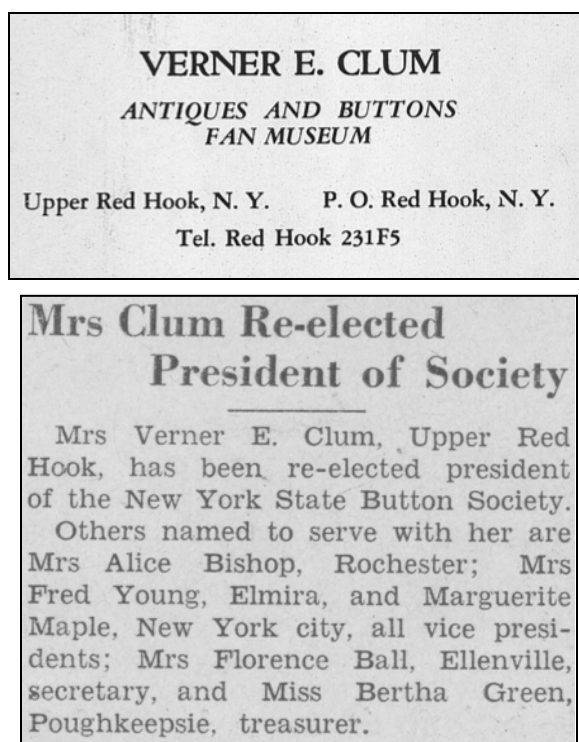 VERNER E. CLUM
ANTIQUES AND BUTTONS
FAN MUSEUM
Upper Red Hook, N. Y. P. O. Red Hook, N. Y.
Tel. Red Hook 231F5
Mrs Clum Re-elected
President of Society
Mrs Verner E. Clum, Upper Red
Hook, has been re-elected president
of the New York State Button Society.
Others named to serve with her are
Mrs Alice Bishop, Rochester; Mrs
Fred Young, Elmira, and Marguerite
Maple, New York city, all vice presi-
dents; Mrs Florence Ball, Ellenville,
secretary, and Miss Bertha Green,
Poughkeepsie, treasurer.